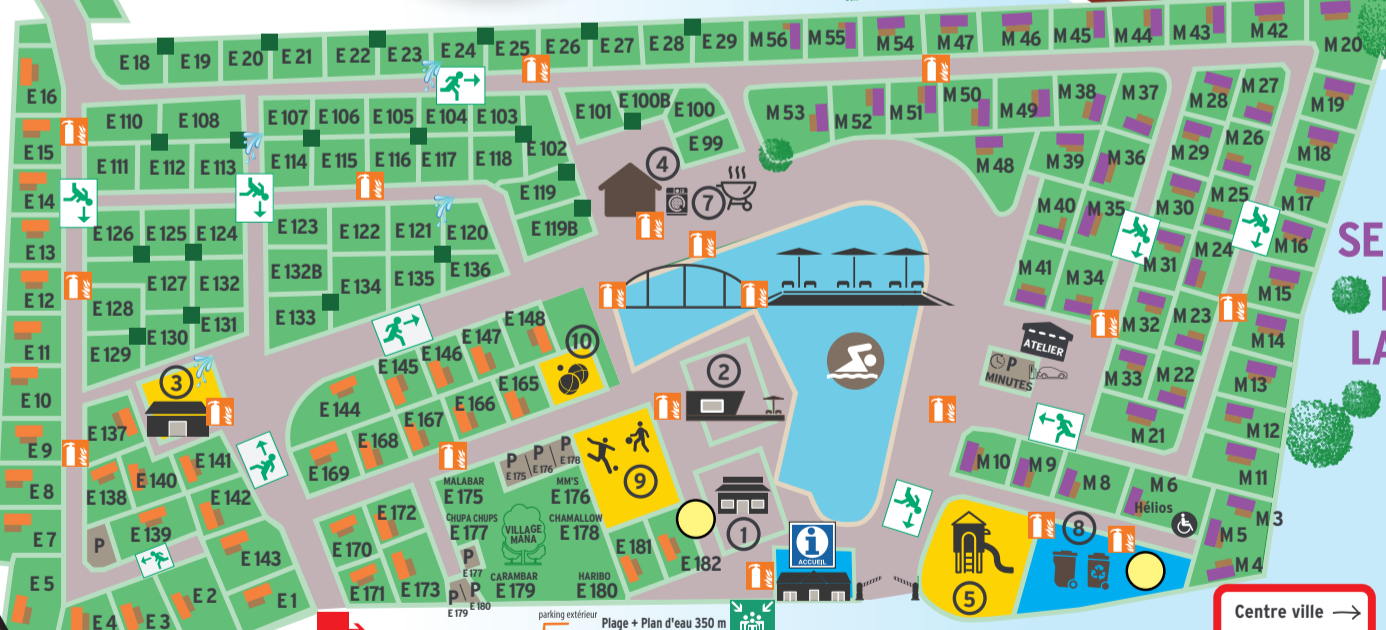 E 18 E 19 E 20 E 21 E 22 E 23 E 24 E 25 E 26 E 27 E 28 E 29 M 56 M 55 M 54 M 47 M 46 M 45 M 44 M 43 M 42 M 20
E 16 E 110 E 108 E 107 E 106 E 105 E 104 E 103 E 101 E 100B E 100 M 53 M 52 M 51 M 50 M 49 M 38 M 37 M 28 M 27 M 19
E 15 E 111 E 112 E 113 E 114 E 115 E 116 E 117 E 118 E 102 E 99 M 48 M 39 M 36 M 29 M 26 M 18
E 14 E 119 4 7 M 40 M 35 M 30 M 25 M 17
E 13 E 126 E 125 E 124 E 123 E 122 E 121 E 120 E 119B M 31 M 24 M 16
E 12 E 128 E 127 E 132 E 132B E 134 E 135 E 136 M 41 M 34 M 15
E 11 E 129 E 130 E 131 E 133 E 148 E 147 10 M 32 M 23 M 14
ATELIER
P
MINUTES
E 10 3 E 144 E 145 E 146 E 165 2 M 33 M 22 M 13
E 9 E 137 E 166 E 167 E 168 M 21 M 12
E 8 E 138 E 140 E 141 E 142 E 169 9 M 10 M 9 M 8 M 6 M 11
Hélios
P P P
E 175 E 176 E 178
MALABAR
E 175
MM'S
E 176
CHUPA CHUPS
E 177
CHAMALLOW
E 178
VILLAGE
MANA
P
E 177
CARAMBAR
E 179
HARIBO
E 180
P P
E 179 E 180
E 7 P E 139 E 143 E 172 E 170 E 181 E 182 1 8 M 5 M 3
E 5 E 4 E 3 E 2 E 1 E 171 E 173 5 M 4
i
ACCUEIL
SE
LA
parking extérieur
Plage + Plan d'eau 350 m
Centre ville